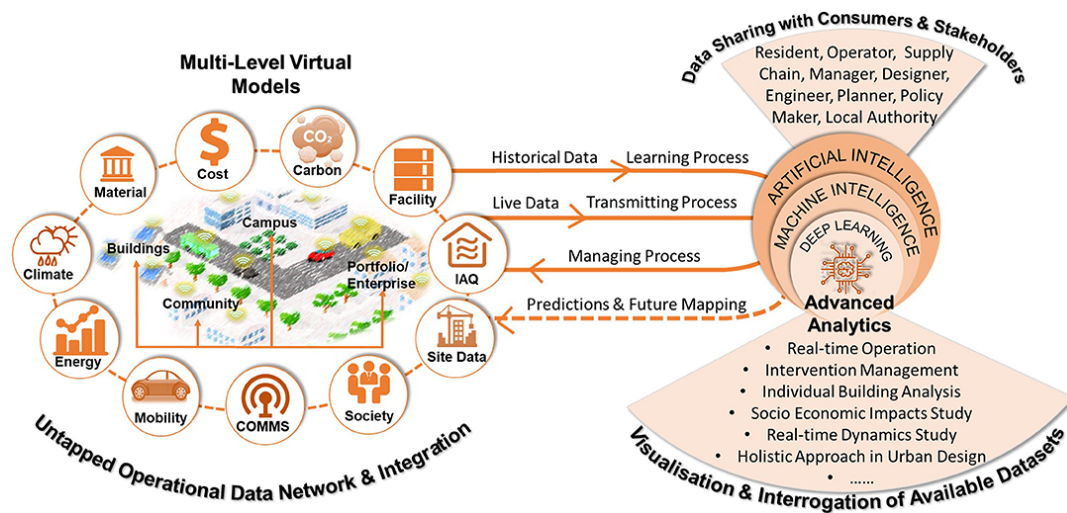 Multi-Level Virtual
Models
Material
Cost
CO₂
Carbon
Facility
Climate
Buildings
Campus
Community
Portfolio/
Enterprise
IAQ
Energy
Mobility
COMMS
Society
Site Data
Untapped Operational Data Network & Integration
Historical Data
Learning Process
Live Data
Transmitting Process
Managing Process
Predictions & Future Mapping
Data Sharing with Consumers & Stakeholders
Resident, Operator, Supply
Chain, Manager, Designer,
Engineer, Planner, Policy
Maker, Local Authority
ARTIFICIAL INTELLIGENCE
MACHINE INTELLIGENCE
DEEP LEARNING
Advanced
Analytics
• Real-time Operation
• Intervention Management
• Individual Building Analysis
• Socio Economic Impacts Study
• Real-time Dynamics Study
• Holistic Approach in Urban Design
• ......
Visualisation & Interrogation of Available Datasets